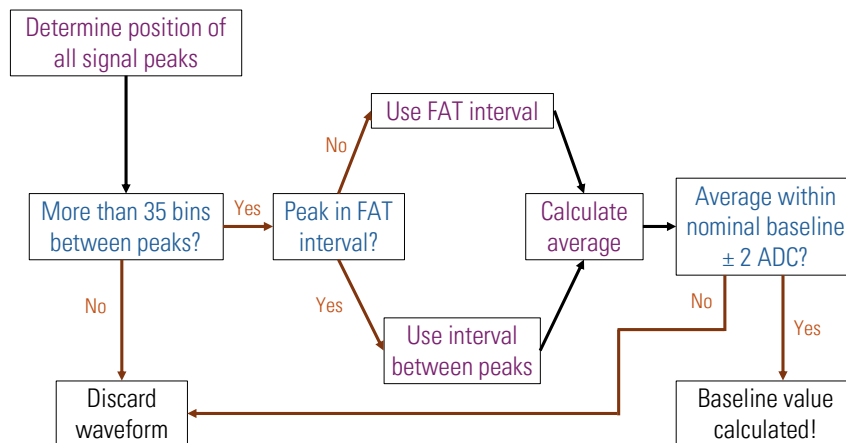 Determine position of
all signal peaks
Use FAT interval
No
More than 35 bins
between peaks?
Yes
Peak in FAT
interval?
Calculate
average
Average within
nominal baseline
± 2 ADC?
No
Yes
No
Yes
Use interval
between peaks
Discard
waveform
Baseline value
calculated!